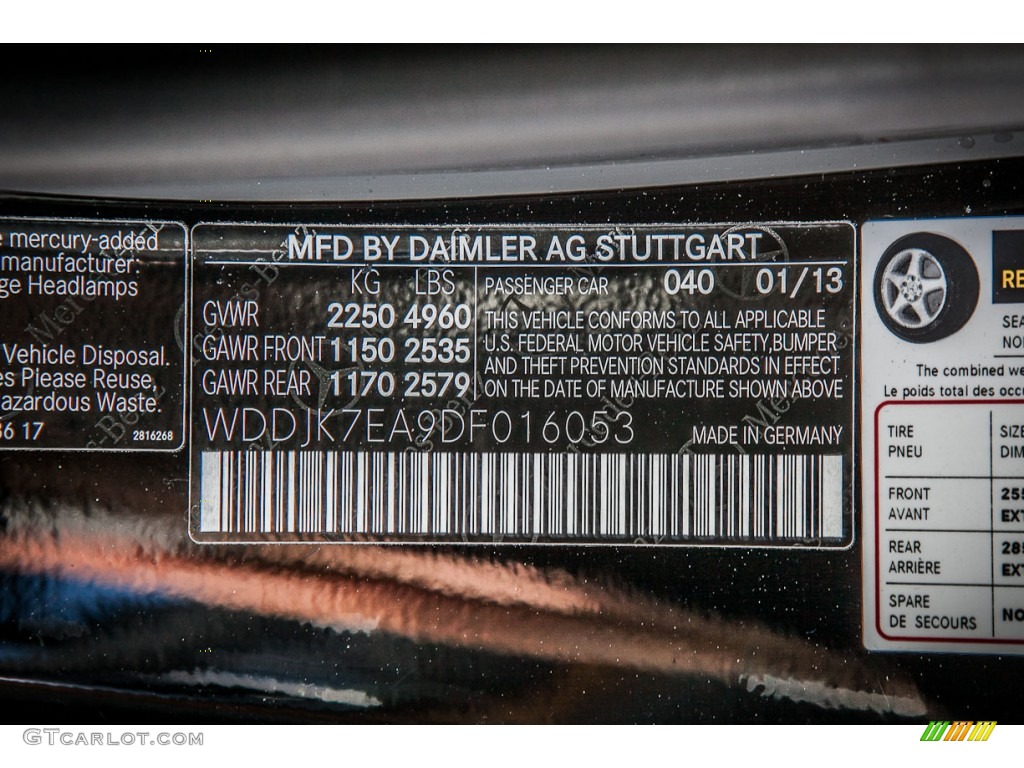 e mercury-added
manufacturer:
ge Headlamps
Vehicle Disposal.
es Please Reuse,
azardous Waste.
36 17
2816268
MFD BY DAIMLER AG STUTTGART
KG LBS
GVWR 2250 4960
GAWR FRONT 1150 2535
GAWR REAR 1170 2579
PASSENGER CAR 040 01/13
THIS VEHICLE CONFORMS TO ALL APPLICABLE
U.S. FEDERAL MOTOR VEHICLE SAFETY,BUMPER
AND THEFT PREVENTION STANDARDS IN EFFECT
ON THE DATE OF MANUFACTURE SHOWN ABOVE
WDDJK7EA9DF016053
MADE IN GERMANY
RE
SEA
NO
The combined we
Le poids total des occ
TIRE SIZE
PNEU DIM
FRONT 255
AVANT EXT
REAR 285
ARRIÈRE EXT
SPARE
DE SECOURS NO
GTCARLOT.COM